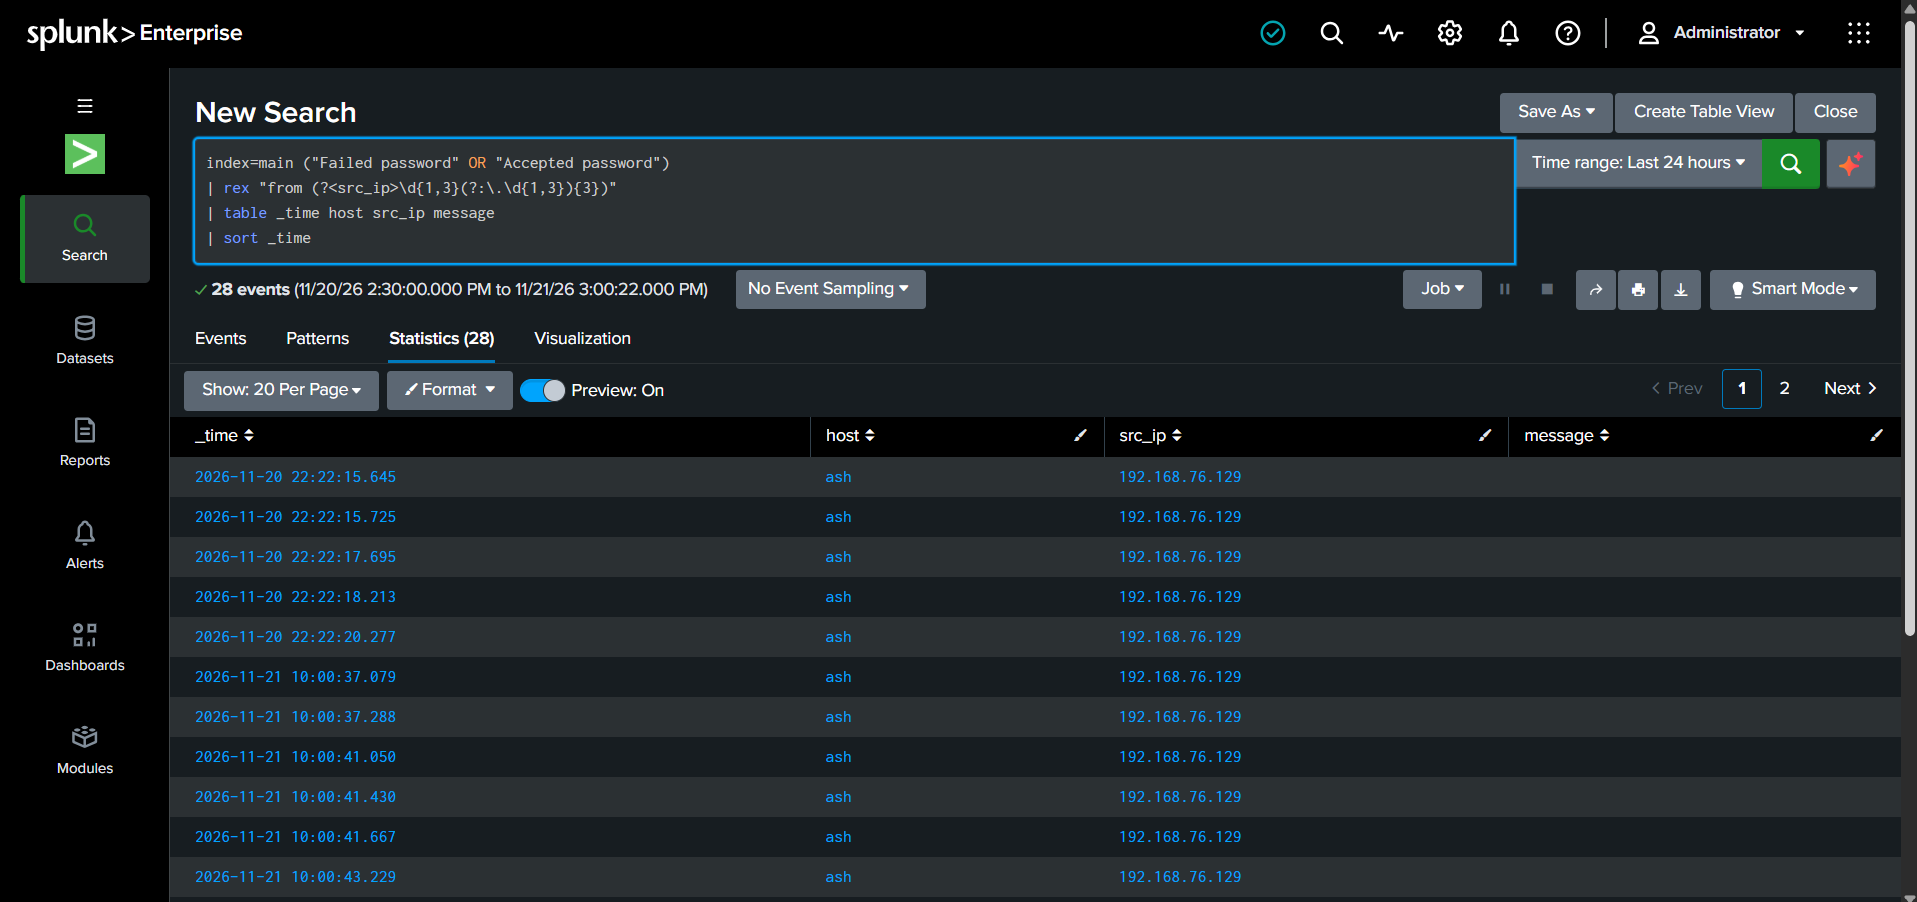 splunk> Enterprise
Administrator
New Search
Save As
Create Table View
Close
index=main ("Failed password" OR "Accepted password")
| rex "from (?<src_ip>\d{1,3}(?:\.\d{1,3}){3})"
| table _time host src_ip message
| sort _time
Time range: Last 24 hours
28 events (11/20/26 2:30:00.000 PM to 11/21/26 3:00:22.000 PM)
No Event Sampling
Job
Smart Mode
Search
Datasets
Reports
Alerts
Dashboards
Modules
Events
Patterns
Statistics (28)
Visualization
Show: 20 Per Page
Format
Preview: On
< Prev
1
2
Next >
_time host src_ip message
2026-11-20 22:22:15.645 ash 192.168.76.129
2026-11-20 22:22:15.725 ash 192.168.76.129
2026-11-20 22:22:17.695 ash 192.168.76.129
2026-11-20 22:22:18.213 ash 192.168.76.129
2026-11-20 22:22:20.277 ash 192.168.76.129
2026-11-21 10:00:37.079 ash 192.168.76.129
2026-11-21 10:00:37.288 ash 192.168.76.129
2026-11-21 10:00:41.050 ash 192.168.76.129
2026-11-21 10:00:41.430 ash 192.168.76.129
2026-11-21 10:00:41.667 ash 192.168.76.129
2026-11-21 10:00:43.229 ash 192.168.76.129